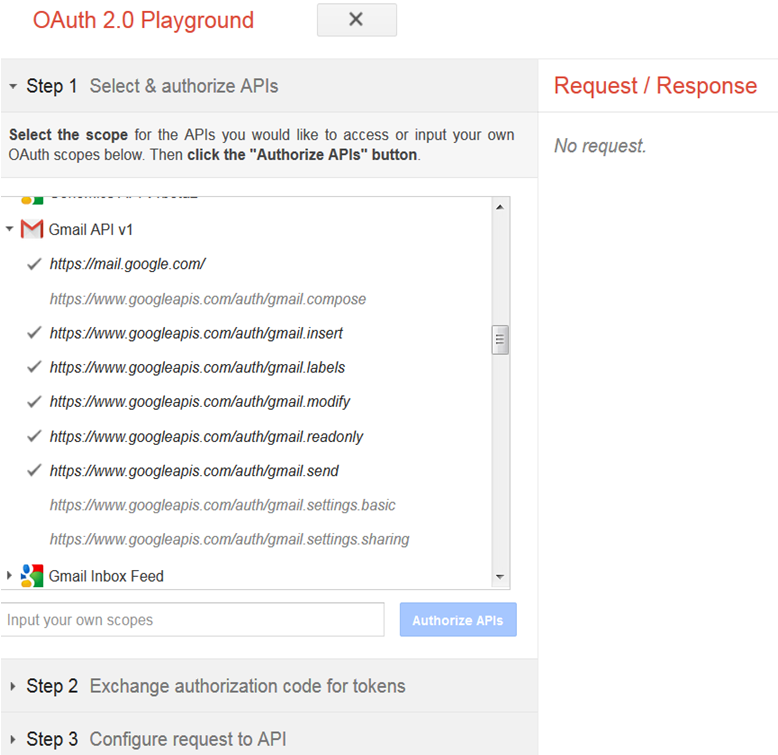 OAuth 2.0 Playground
Step 1 Select & authorize APIs
Select the scope for the APIs you would like to access or input your own
OAuth scopes below. Then click the "Authorize APIs" button.
Gmail API v1
https://mail.google.com/
https://www.googleapis.com/auth/gmail.compose
https://www.googleapis.com/auth/gmail.insert
https://www.googleapis.com/auth/gmail.labels
https://www.googleapis.com/auth/gmail.modify
https://www.googleapis.com/auth/gmail.readonly
https://www.googleapis.com/auth/gmail.send
https://www.googleapis.com/auth/gmail.settings.basic
https://www.googleapis.com/auth/gmail.settings.sharing
Gmail Inbox Feed
Input your own scopes
Authorize APIs
Step 2 Exchange authorization code for tokens
Step 3 Configure request to API
Request / Response
No request.